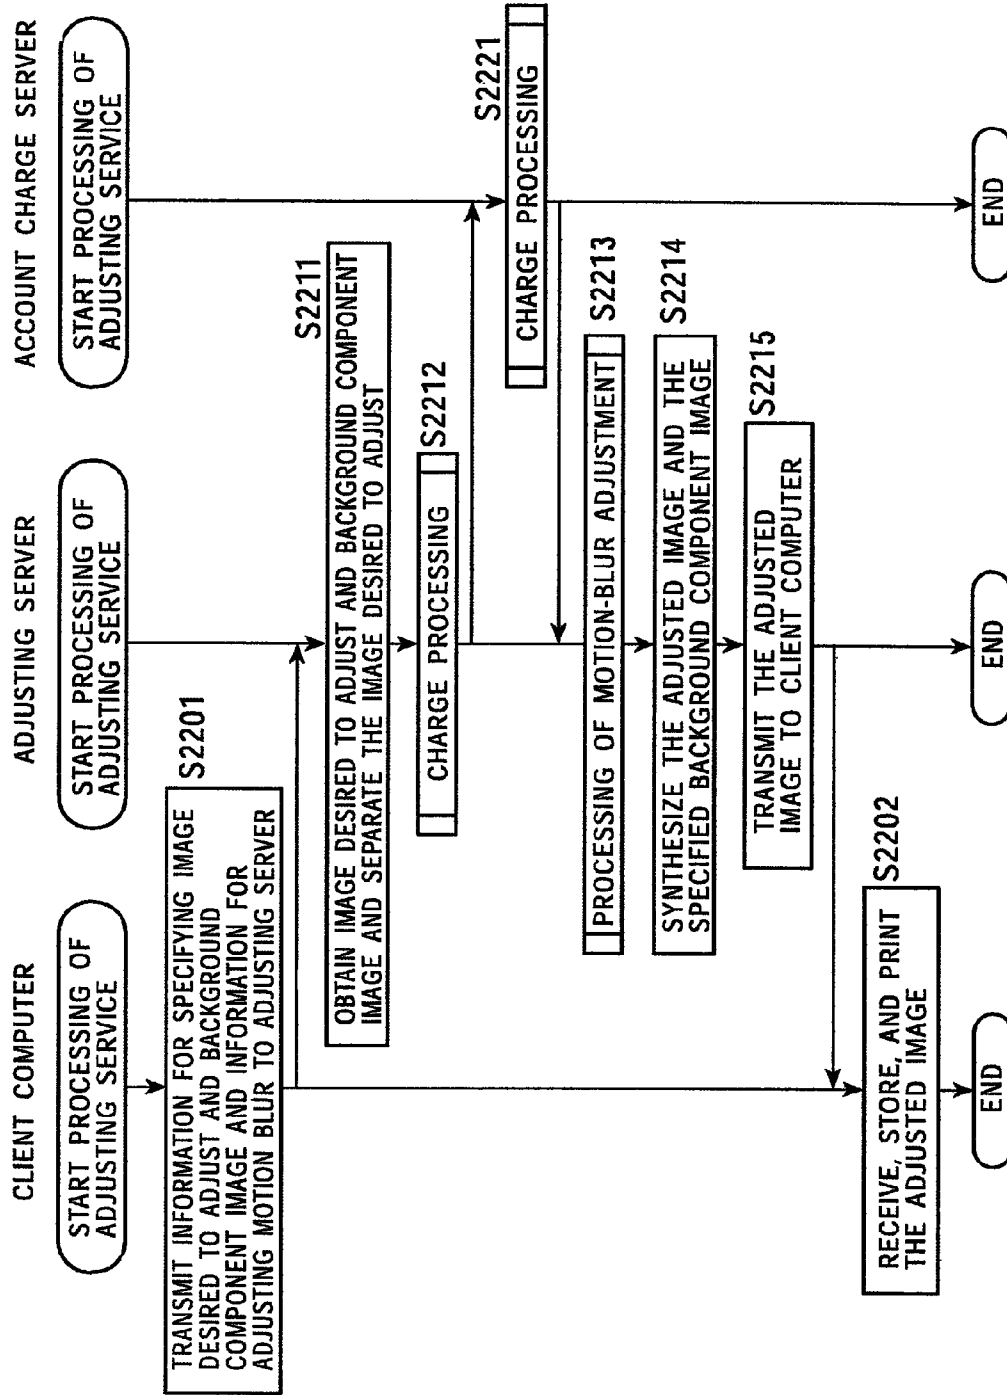 CLIENT COMPUTER
START PROCESSING OF
ADJUSTING SERVICE
S2201
TRANSMIT INFORMATION FOR SPECIFYING IMAGE
DESIRED TO ADJUST AND BACKGROUND
COMPONENT IMAGE AND INFORMATION FOR
ADJUSTING MOTION BLUR TO ADJUSTING SERVER
S2202
RECEIVE, STORE, AND PRINT
THE ADJUSTED IMAGE
END
ADJUSTING SERVER
START PROCESSING OF
ADJUSTING SERVICE
S2211
OBTAIN IMAGE DESIRED TO ADJUST AND BACKGROUND COMPONENT
IMAGE AND SEPARATE THE IMAGE DESIRED TO ADJUST
S2212
CHARGE PROCESSING
S2213
PROCESSING OF MOTION-BLUR ADJUSTMENT
S2214
SYNTHESIZE THE ADJUSTED IMAGE AND THE
SPECIFIED BACKGROUND COMPONENT IMAGE
S2215
TRANSMIT THE ADJUSTED
IMAGE TO CLIENT COMPUTER
END
ACCOUNT CHARGE SERVER
START PROCESSING OF
ADJUSTING SERVICE
S2221
CHARGE PROCESSING
END